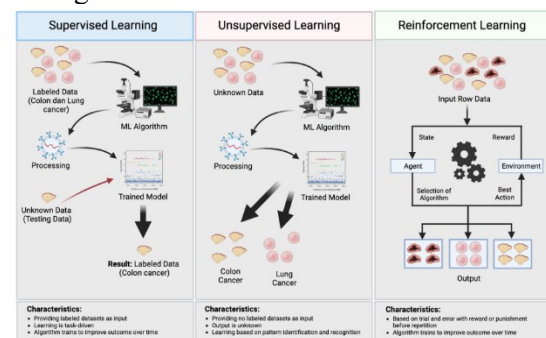 Supervised Learning
Labeled Data
(Colon dan Lung
cancer)
ML Algorithm
Processing
Trained Model
Unknown Data
(Testing Data)
Result: Labeled Data
(Colon cancer)
Characteristics:
• Providing labeled datasets as input
• Learning is task-driven
• Algorithm trains to improve outcome over time
Unsupervised Learning
Unknown Data
ML Algorithm
Processing
Trained Model
Colon
Cancer
Lung
Cancer
Characteristics:
• Providing no labeled datasets as input
• Output is unknown
• Learning based on pattern identification and recognition
Reinforcement Learning
Input Row Data
State
Reward
Agent
Environment
Selection of
Algorithm
Best
Action
Output
Characteristics:
• Based on trial and error with reward or punishment
before repetition
• Algorithm trains to improve outcome over time